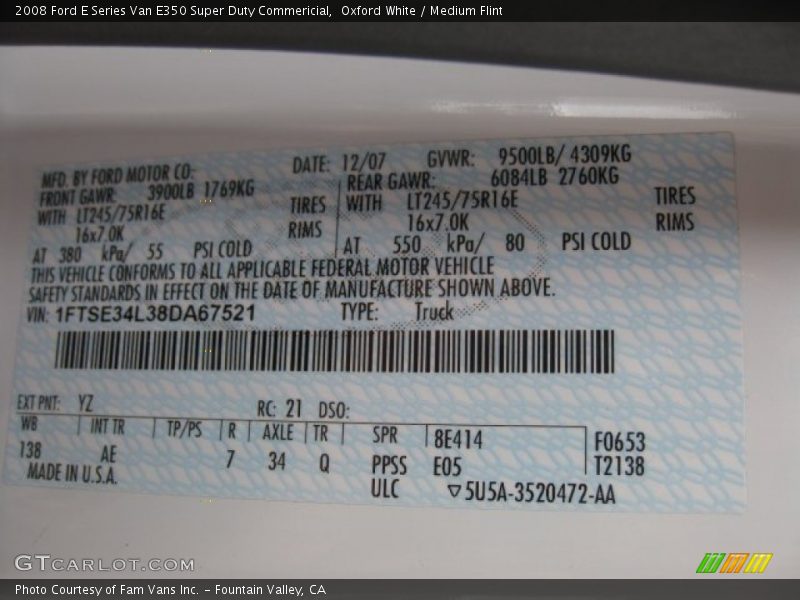 2008 Ford E Series Van E350 Super Duty Commericial,  Oxford White / Medium Flint
MFD. BY FORD MOTOR CO. DATE: 12/07 GVWR: 9500LB/ 4309KG
FRONT GAWR: 3900LB 1769KG REAR GAWR: 6084LB 2760KG
WITH LT245/75R16E TIRES WITH LT245/75R16E TIRES
16x7.0K RIMS 16x7.0K RIMS
AT 380 kPa/ 55 PSI COLD AT 550 kPa/ 80 PSI COLD
THIS VEHICLE CONFORMS TO ALL APPLICABLE FEDERAL MOTOR VEHICLE
SAFETY STANDARDS IN EFFECT ON THE DATE OF MANUFACTURE SHOWN ABOVE.
VIN: 1FTSE34L38DA67521 TYPE: Truck
EXT PNT: YZ RC: 21 DSO:
WB INT TR TP/PS R AXLE TR SPR 8E414 F0653
138 AE 7 34 Q PPSS E05 T2138
MADE IN U.S.A. ULC ▽5U5A-3520472-AA
GTCARLOT.COM
Photo Courtesy of Fam Vans Inc. – Fountain Valley, CA